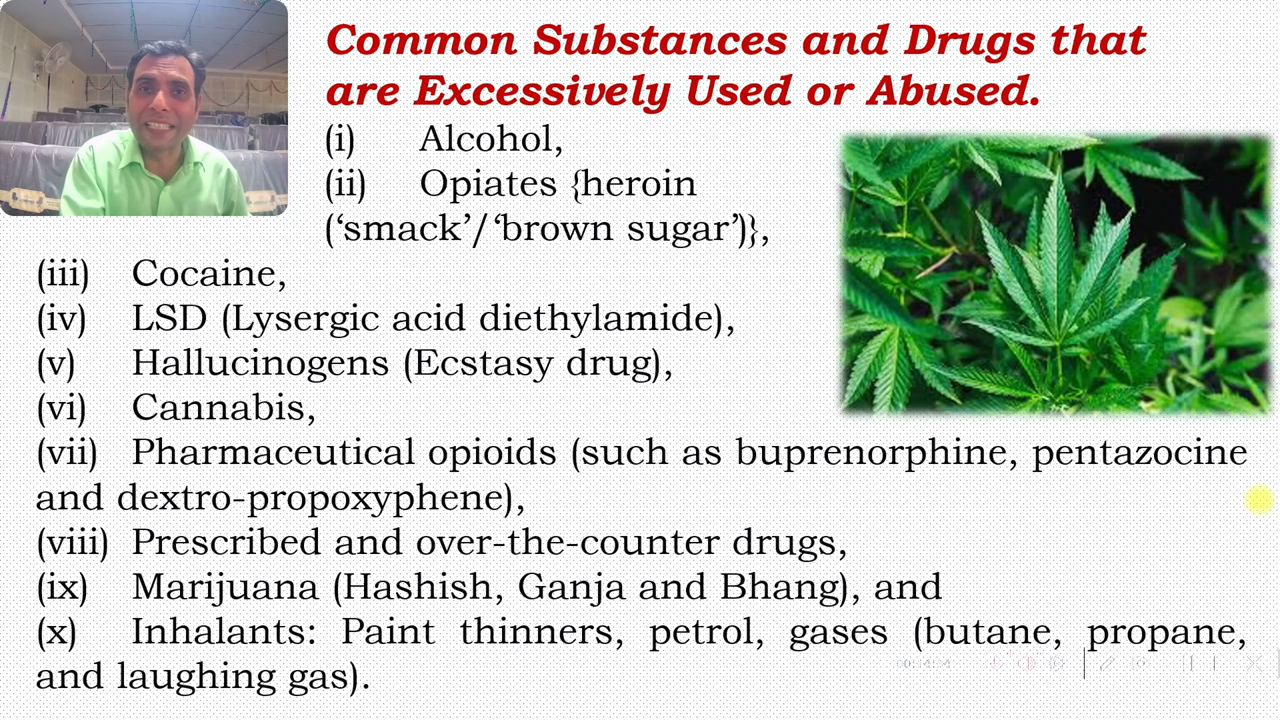 Common Substances and Drugs that
are Excessively Used or Abused.
(i) Alcohol,
(ii) Opiates {heroin
(‘smack’/‘brown sugar’)},
(iii) Cocaine,
(iv) LSD (Lysergic acid diethylamide),
(v) Hallucinogens (Ecstasy drug),
(vi) Cannabis,
(vii) Pharmaceutical opioids (such as buprenorphine, pentazocine
and dextro-propoxyphene),
(viii) Prescribed and over-the-counter drugs,
(ix) Marijuana (Hashish, Ganja and Bhang), and
(x) Inhalants: Paint thinners, petrol, gases (butane, propane,
and laughing gas).